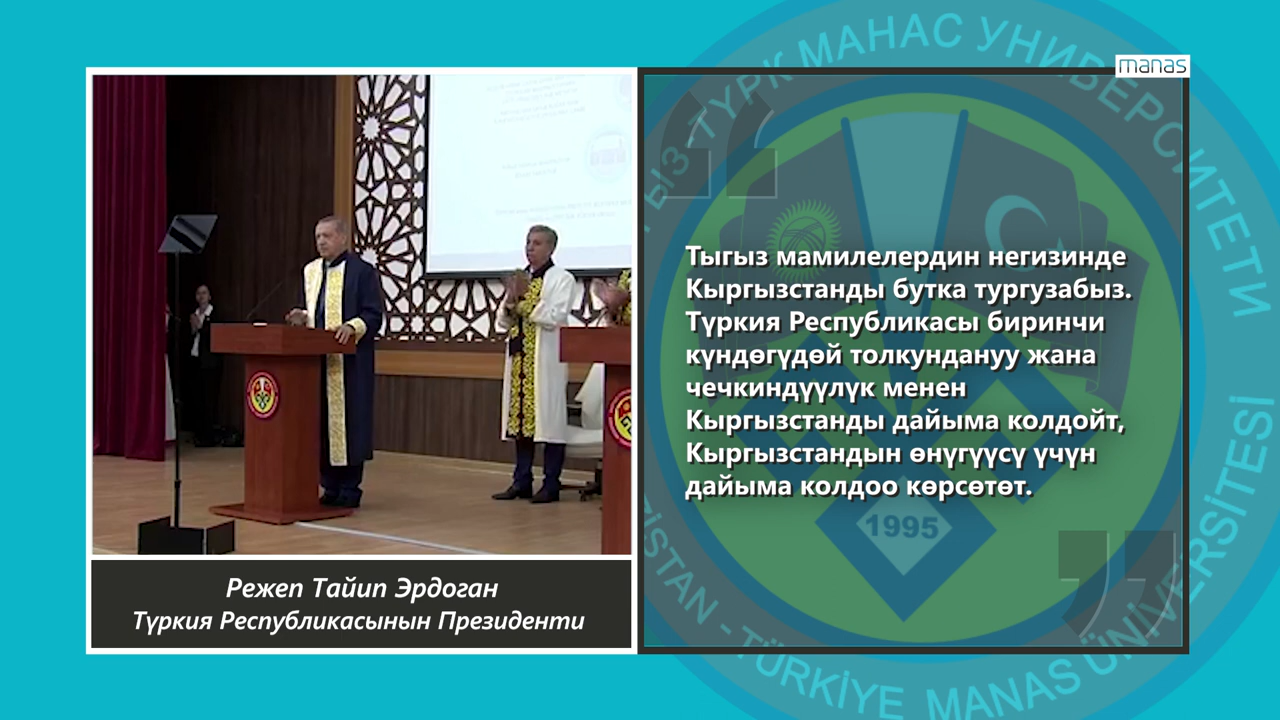 manas
Тыгыз мамилелердин негизинде
Кыргызстанды бутка тургузабыз.
Түркия Республикасы биринчи
күндөгүдөй толкундануу жана
чечкиндүүлүк менен
Кыргызстанды дайыма колдойт,
Кыргызстандын өнүгүүсү үчүн
дайыма колдоо көрсөтөт.
Режеп Тайип Эрдоган
Түркия Республикасынын Президенти
ТҮРК МАНАС УНИВЕРСИТЕТИ
TÜRKİYE MANAS ÜNİVERSİTESİ
1995